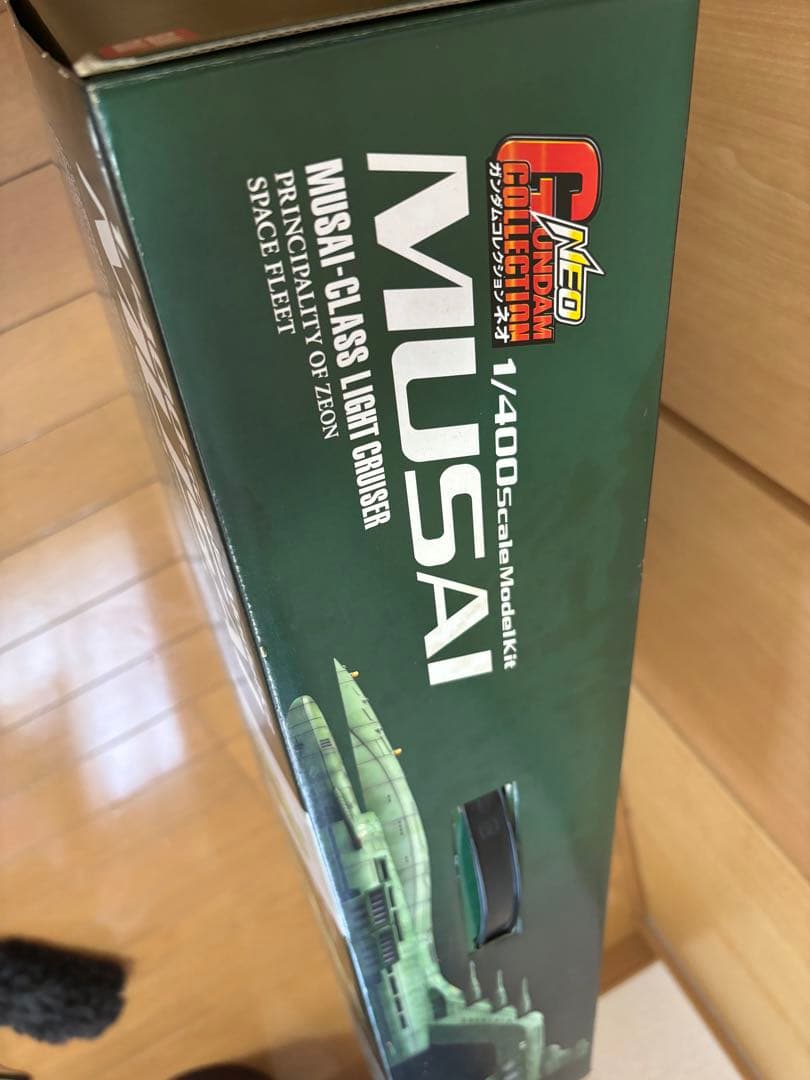 NEO
GUNDAM
COLLECTION
ガンダムコレクションネオ
1/400 Scale Model Kit
MUSAI
MUSAI-CLASS LIGHT CRUISER
PRINCIPALITY OF ZEON
SPACE FLEET